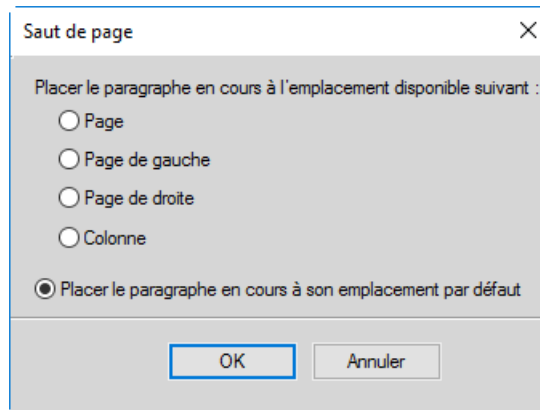 Saut de page
Placer le paragraphe en cours à l'emplacement disponible suivant :
Page
Page de gauche
Page de droite
Colonne
Placer le paragraphe en cours à son emplacement par défaut
OK
Annuler